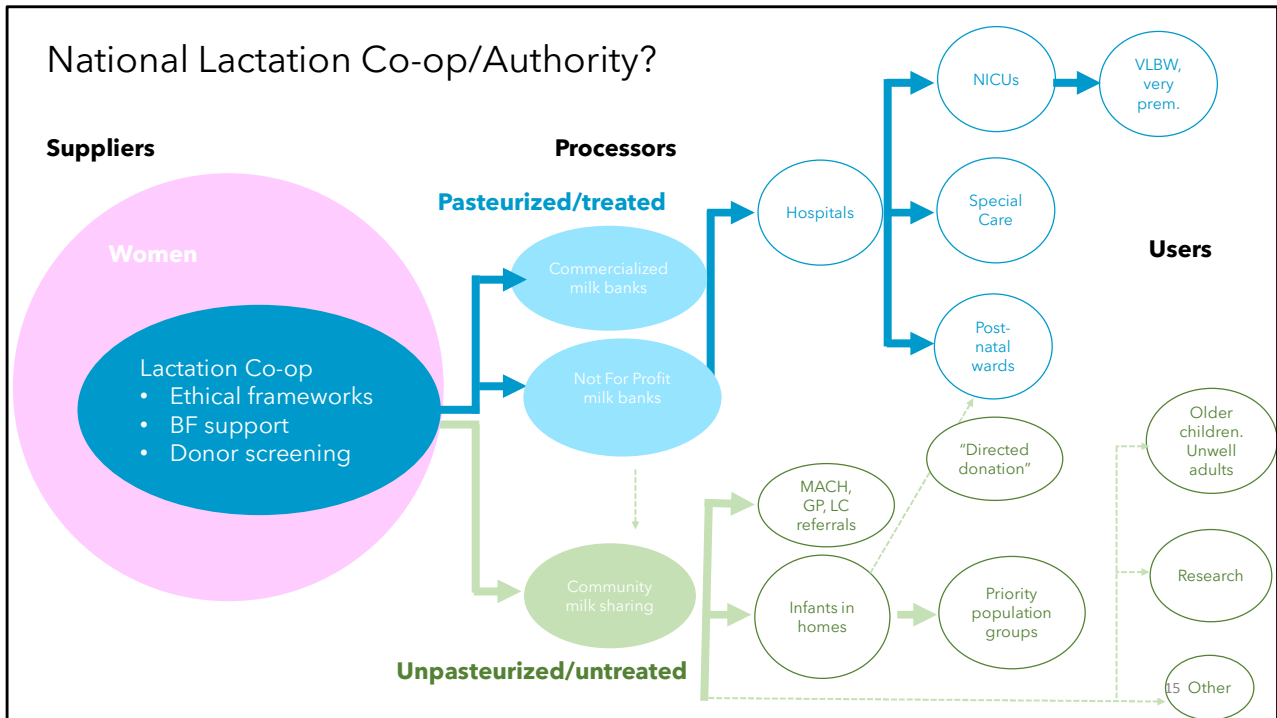 National Lactation Co-op/Authority?
Suppliers
Processors
Users
Women
Lactation Co-op
• Ethical frameworks
• BF support
• Donor screening
Pasteurized/treated
Commercialized
milk banks
Not For Profit
milk banks
Community
milk sharing
Unpasteurized/untreated
Hospitals
NICUs
VLBW,
very
prem.
Special
Care
Post-
natal
wards
"Directed
donation"
MACH,
GP, LC
referrals
Infants in
homes
Priority
population
groups
Older
children.
Unwell
adults
Research
15 Other